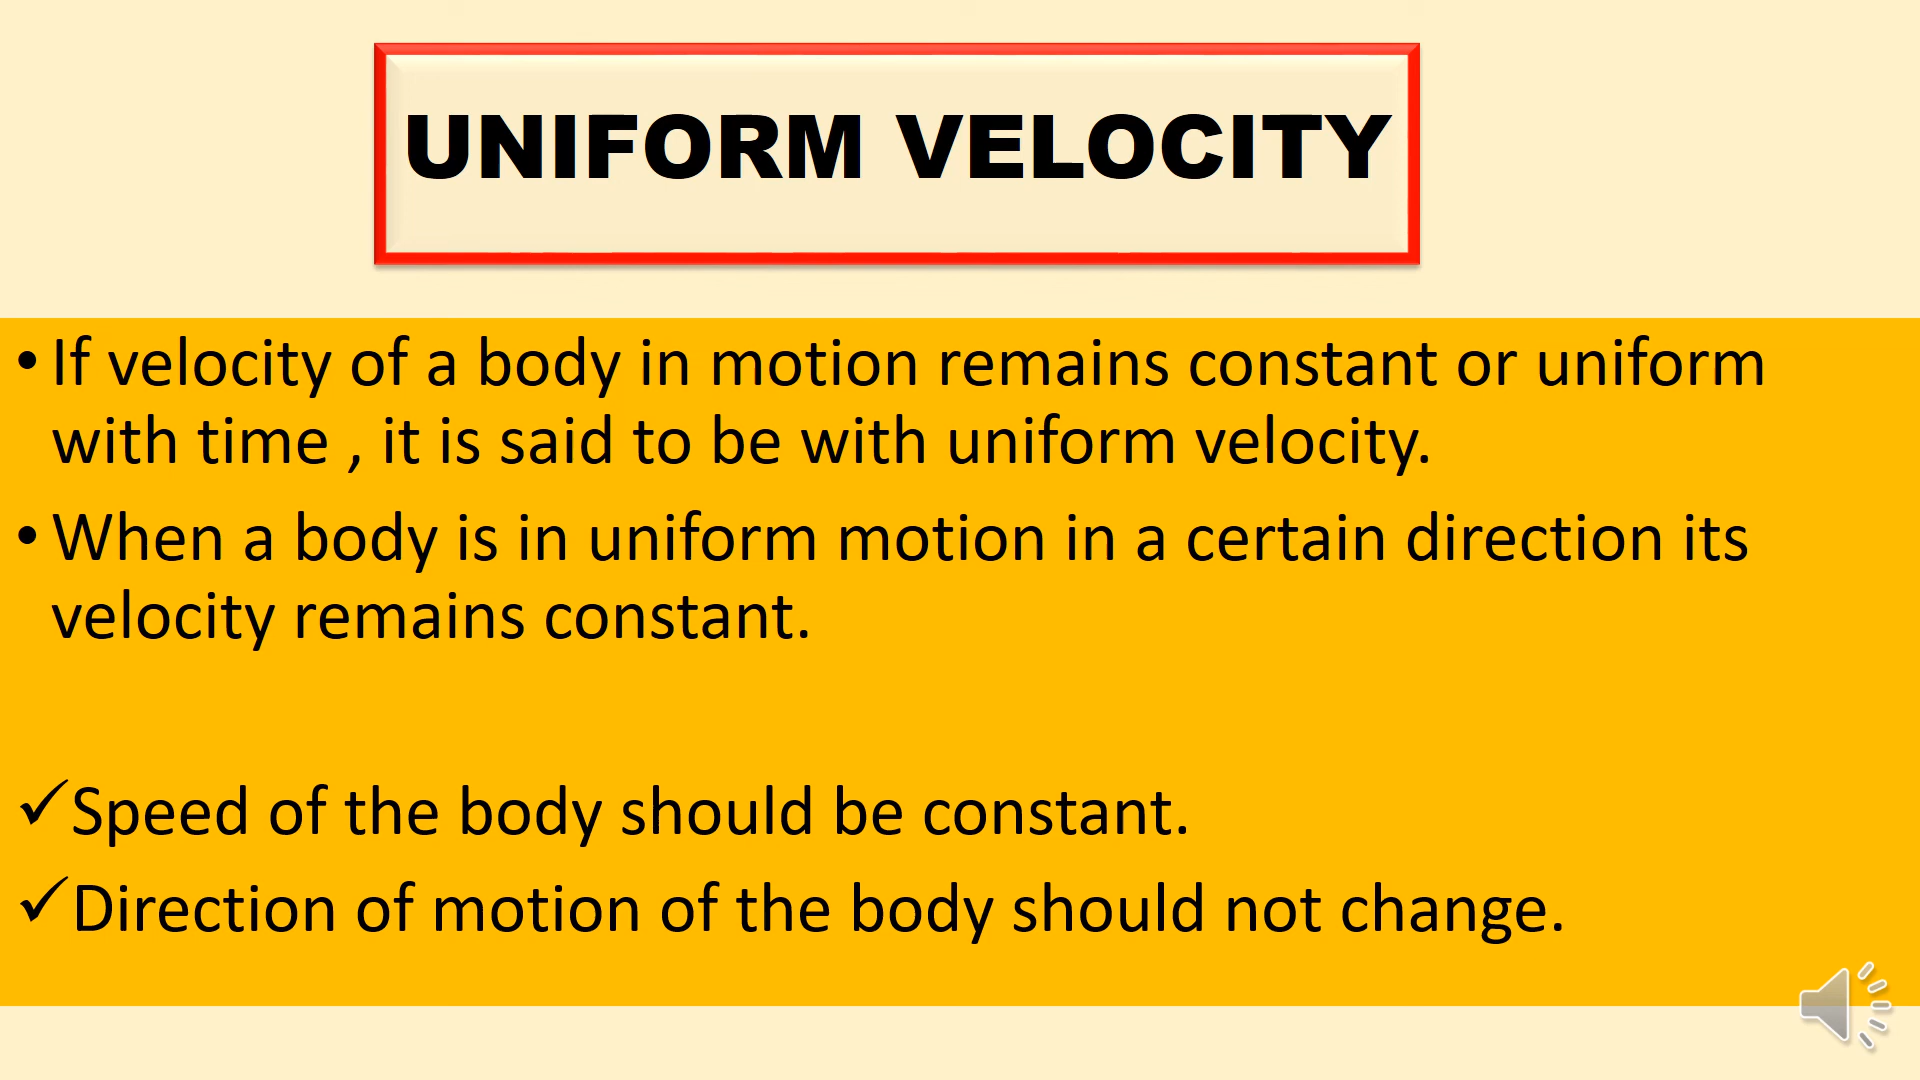 UNIFORM VELOCITY
• If velocity of a body in motion remains constant or uniform
with time , it is said to be with uniform velocity.
• When a body is in uniform motion in a certain direction its
velocity remains constant.
✓Speed of the body should be constant.
✓Direction of motion of the body should not change.